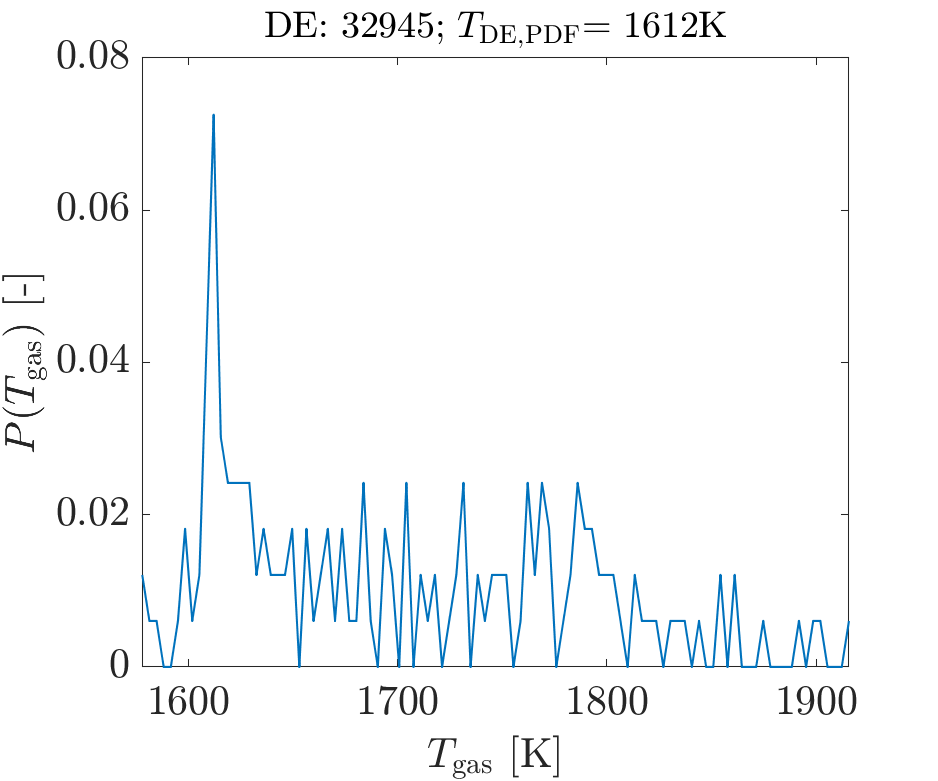 DE: 32945; T_DE,PDF= 1612K
0.08
0.06
0.04
0.02
0
P(T_gas) [-]
1600 1700 1800 1900
T_gas [K]